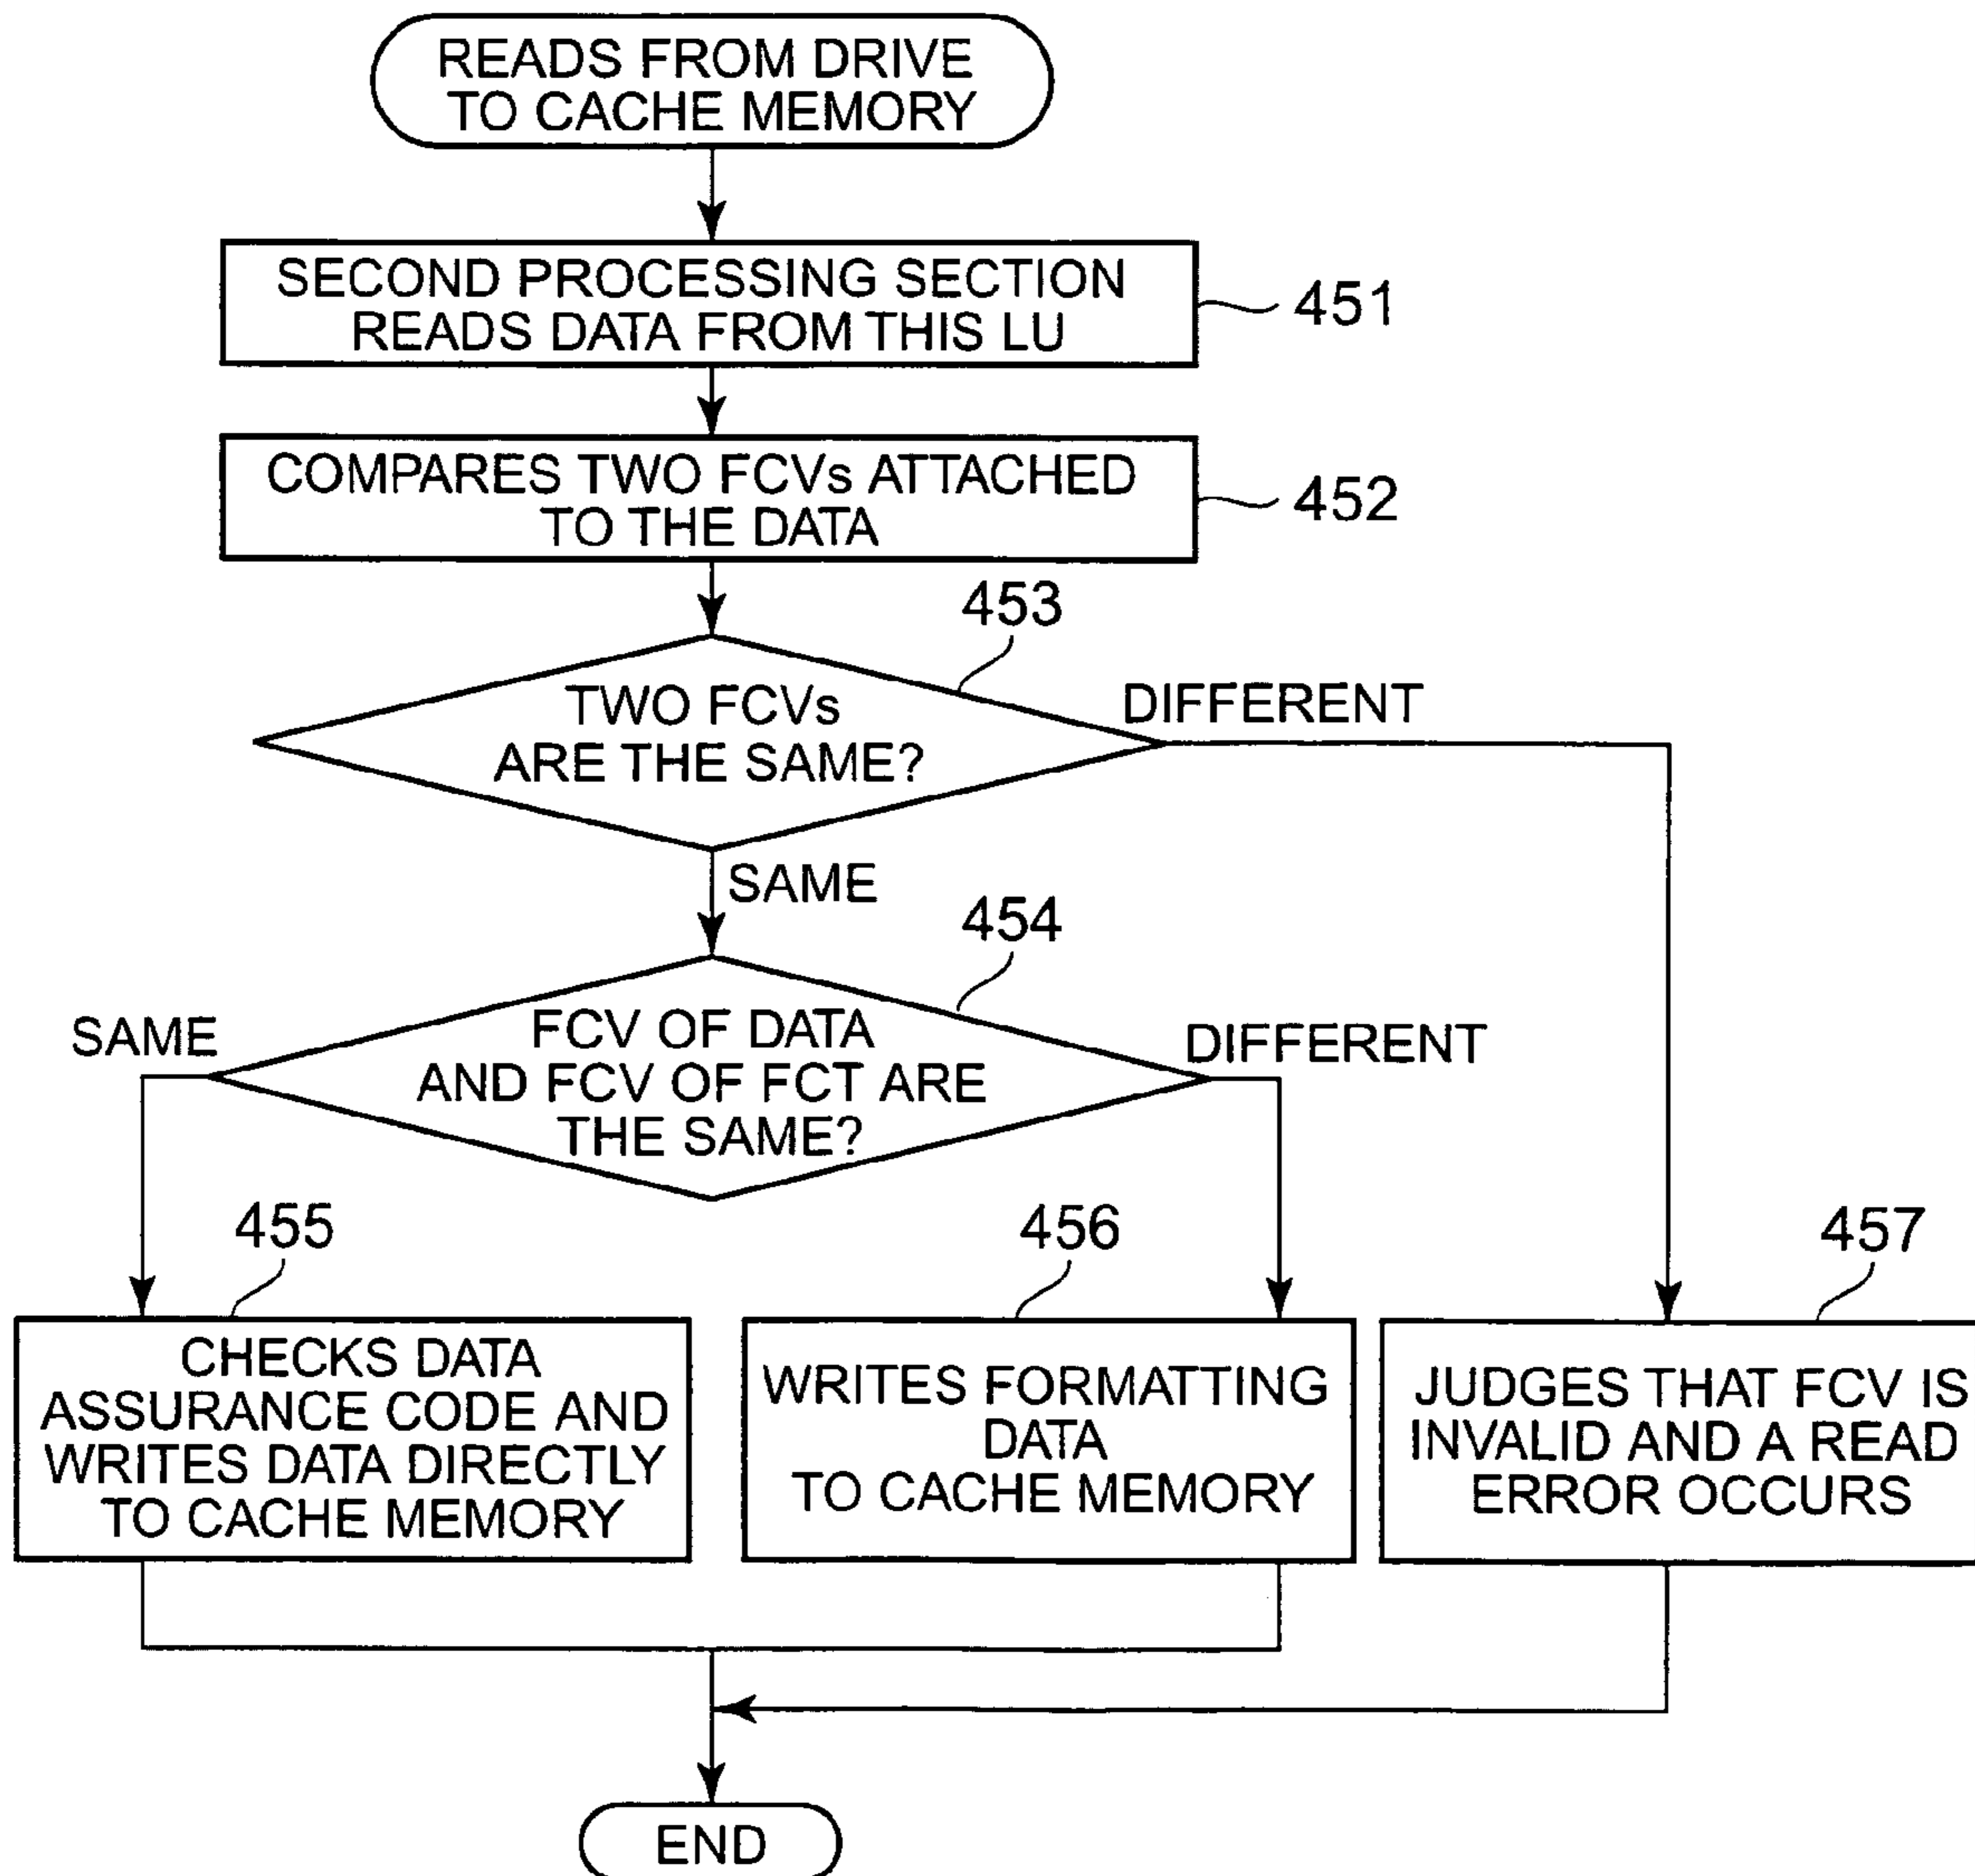 READS FROM DRIVE
TO CACHE MEMORY
SECOND PROCESSING SECTION
READS DATA FROM THIS LU
451
COMPARES TWO FCVs ATTACHED
TO THE DATA
452
453
TWO FCVs
ARE THE SAME?
DIFFERENT
SAME
454
FCV OF DATA
AND FCV OF FCT ARE
THE SAME?
SAME
DIFFERENT
455
CHECKS DATA
ASSURANCE CODE AND
WRITES DATA DIRECTLY
TO CACHE MEMORY
456
WRITES FORMATTING
DATA
TO CACHE MEMORY
457
JUDGES THAT FCV IS
INVALID AND A READ
ERROR OCCURS
END